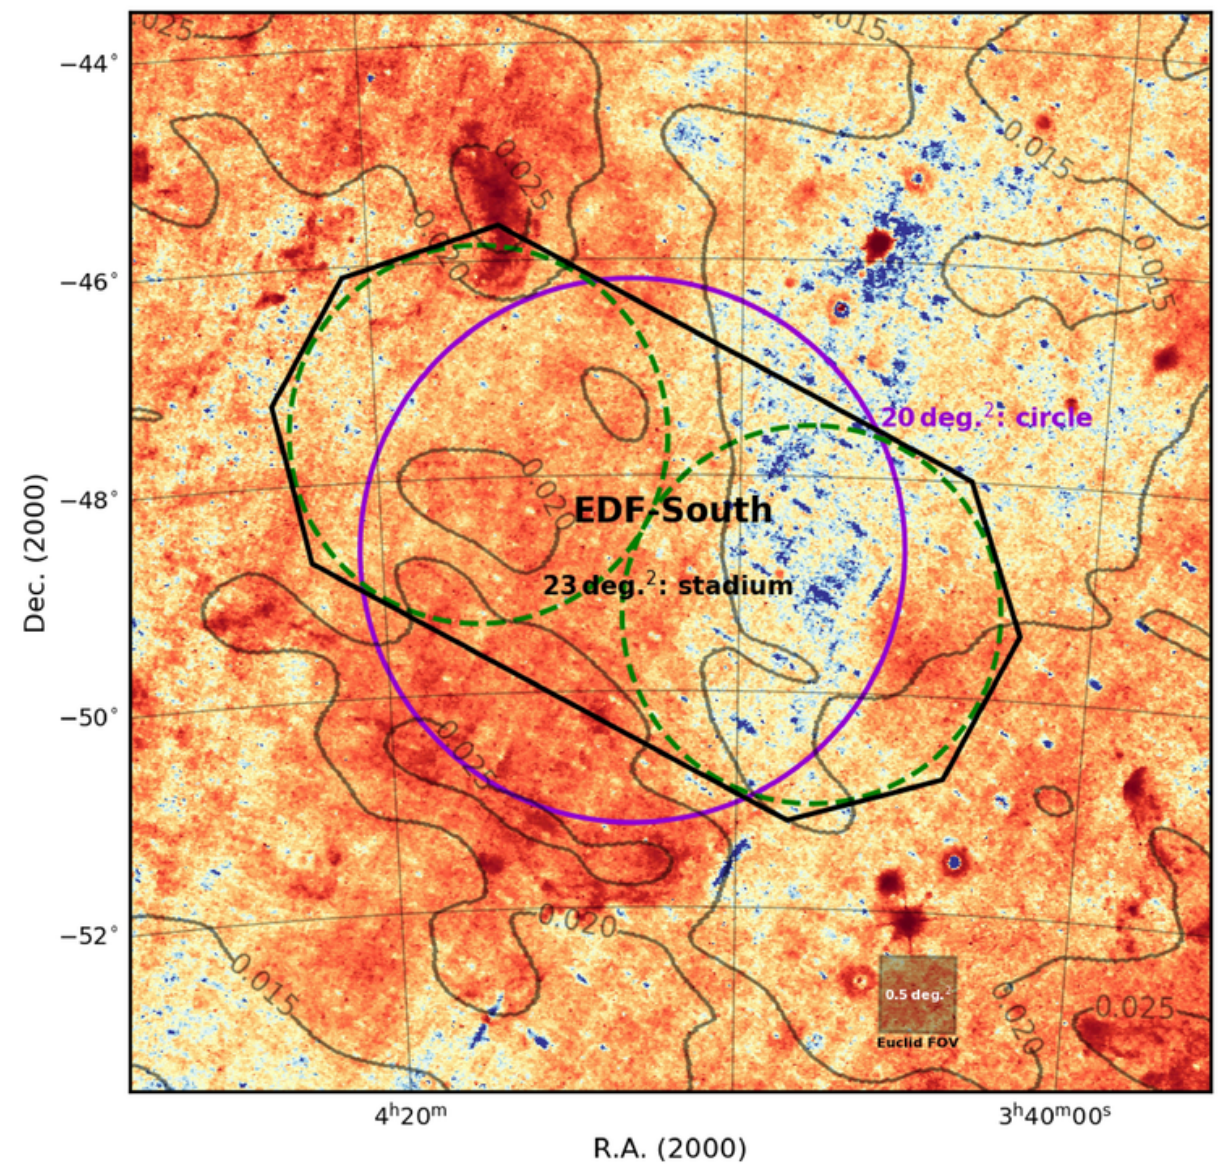 025
0.015
−44°
0.015
0.025
0.020
0.015
−46°
20 deg.²: circle
0.020
−48°
EDF-South
23 deg.²: stadium
Dec. (2000)
−50°
0.025
0.020
−52°
0.015
0.5 deg.²
0.020
0.025
Euclid FOV
4ʰ20ᵐ
3ʰ40ᵐ00ˢ
R.A. (2000)